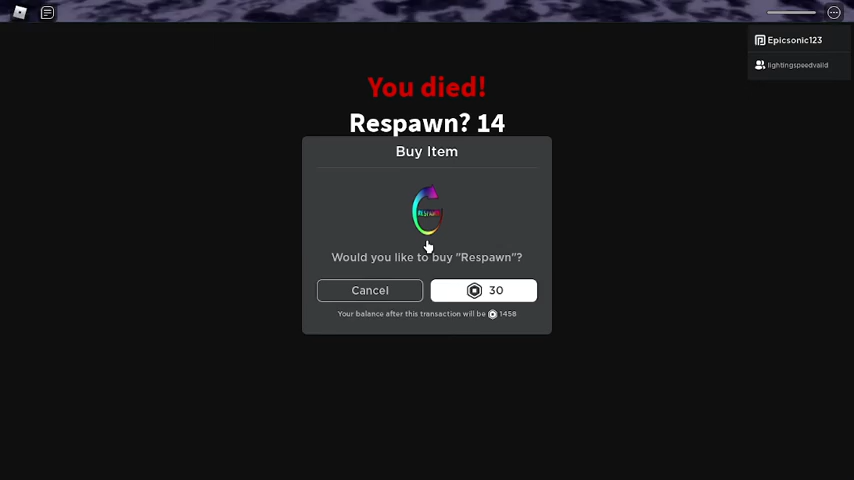 Epicsonic123
lightingspeedvalid
You died!
Respawn? 14
Buy Item
Would you like to buy "Respawn"?
Cancel
30
Your balance after this transaction will be 1458